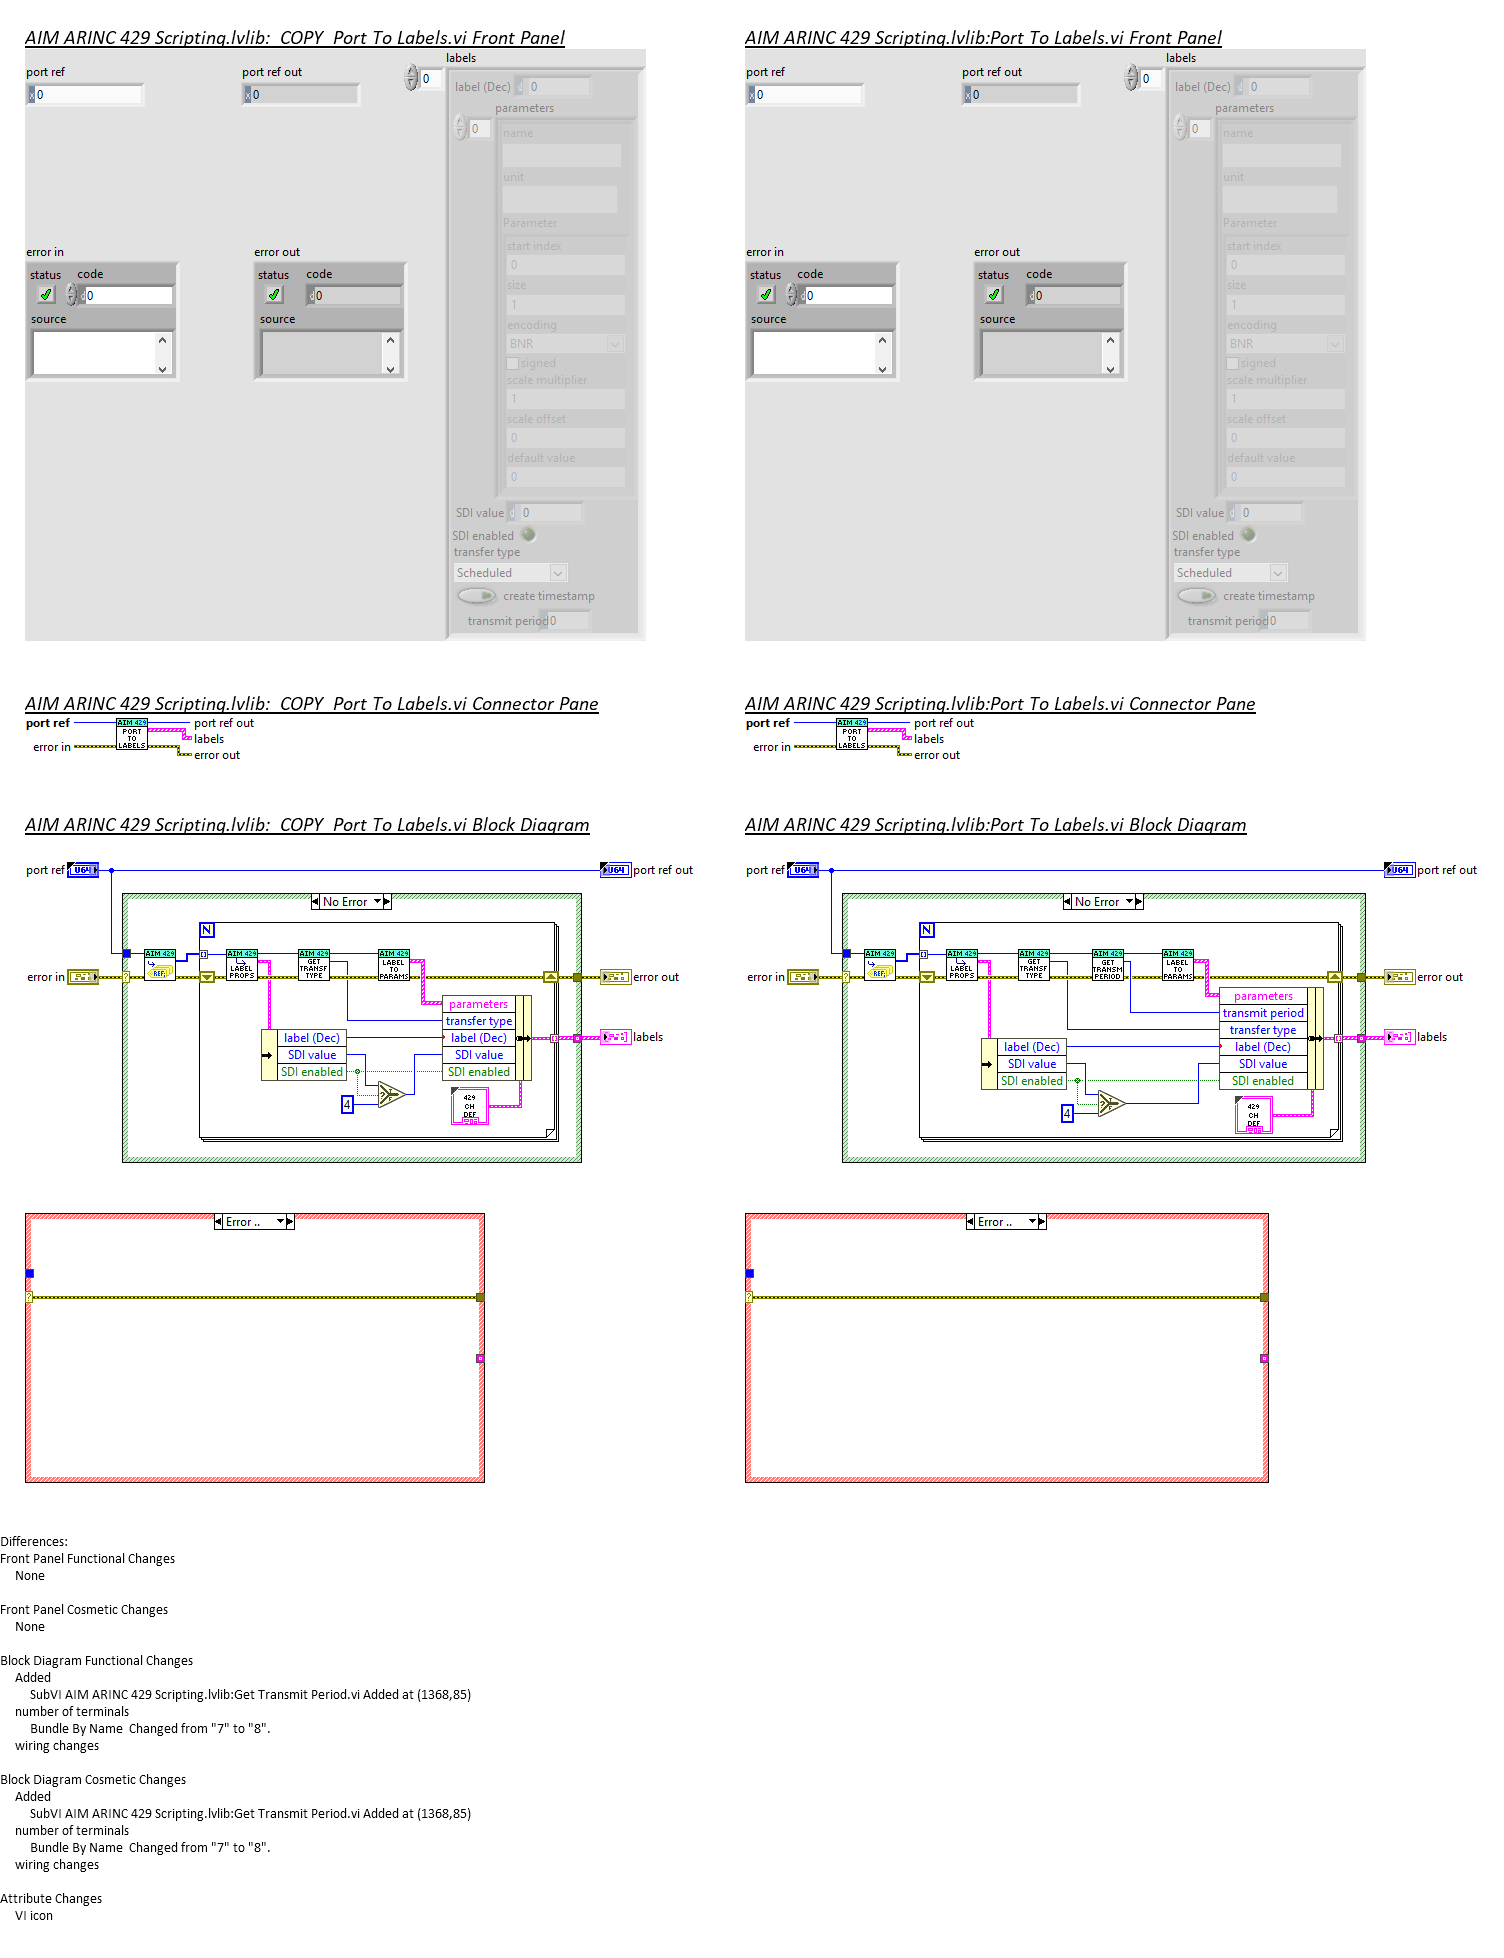 AIM ARINC 429 Scripting.lvlib:  COPY  Port To Labels.vi Front Panel
port ref
0
port ref out
0
0
labels
label (Dec)
0
parameters
0
name
unit
Parameter
start index
0
size
1
encoding
BNR
signed
scale multiplier
1
scale offset
0
default value
0
error in
status
code
0
source
error out
status
code
0
source
SDI value
0
SDI enabled
transfer type
Scheduled
create timestamp
transmit period
0
AIM ARINC 429 Scripting.lvlib:Port To Labels.vi Front Panel
port ref
0
port ref out
0
0
labels
label (Dec)
0
parameters
0
name
unit
Parameter
start index
0
size
1
encoding
BNR
signed
scale multiplier
1
scale offset
0
default value
0
error in
status
code
0
source
error out
status
code
0
source
SDI value
0
SDI enabled
transfer type
Scheduled
create timestamp
transmit period
0
AIM ARINC 429 Scripting.lvlib:  COPY  Port To Labels.vi Connector Pane
port ref
error in
AIM 429
PORT
TO
LABELS
port ref out
labels
error out
AIM ARINC 429 Scripting.lvlib:Port To Labels.vi Connector Pane
port ref
error in
AIM 429
PORT
TO
LABELS
port ref out
labels
error out
AIM ARINC 429 Scripting.lvlib:  COPY  Port To Labels.vi Block Diagram
port ref
U64
U64
port ref out
No Error
N
error in
AIM 429
REF
AIM 429
LABEL
PROPS
AIM 429
GET
TRANSF
TYPE
AIM 429
LABEL
TO
PARAMS
error out
parameters
transfer type
label (Dec)
SDI value
SDI enabled
label (Dec)
SDI value
SDI enabled
labels
4
429
CH
DEF
Error ..
AIM ARINC 429 Scripting.lvlib:Port To Labels.vi Block Diagram
port ref
U64
U64
port ref out
No Error
N
error in
AIM 429
REF
AIM 429
LABEL
PROPS
AIM 429
GET
TRANSF
TYPE
AIM 429
GET
TRANSM
PERIOD
AIM 429
LABEL
TO
PARAMS
error out
parameters
transmit period
transfer type
label (Dec)
SDI value
SDI enabled
label (Dec)
SDI value
SDI enabled
labels
4
429
CH
DEF
Error ..
Differences:
Front Panel Functional Changes
None
Front Panel Cosmetic Changes
None
Block Diagram Functional Changes
Added
SubVI AIM ARINC 429 Scripting.lvlib:Get Transmit Period.vi Added at (1368,85)
number of terminals
Bundle By Name  Changed from "7" to "8".
wiring changes
Block Diagram Cosmetic Changes
Added
SubVI AIM ARINC 429 Scripting.lvlib:Get Transmit Period.vi Added at (1368,85)
number of terminals
Bundle By Name  Changed from "7" to "8".
wiring changes
Attribute Changes
VI icon